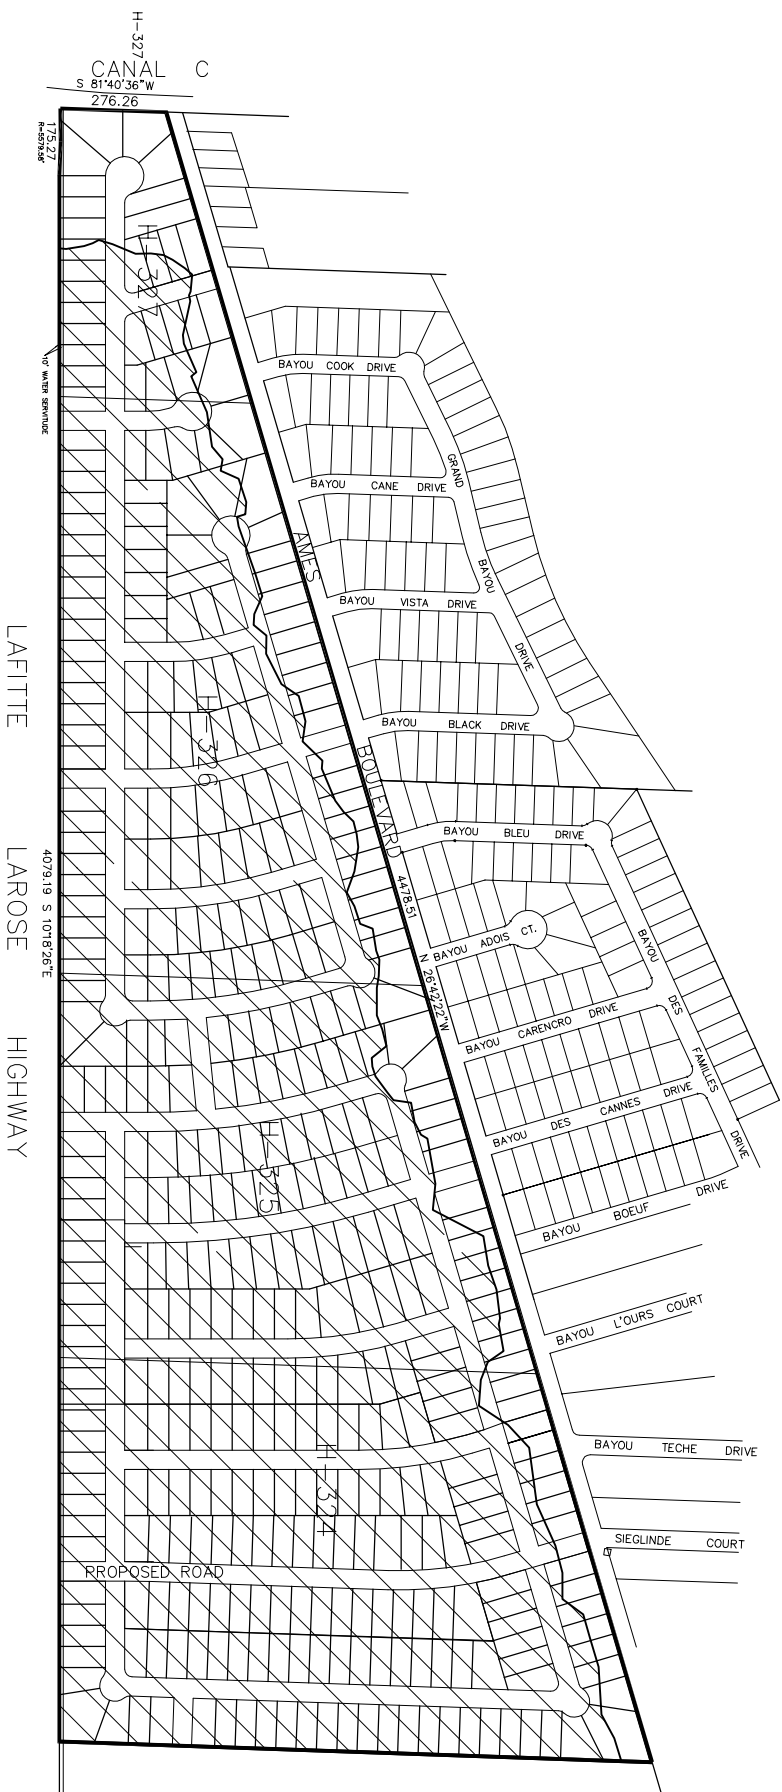 H-327
CANAL C
S 81°40'36"W
276.26
175.27
R=5579.58'
H-327
10' WATER SERVITUDE
BAYOU COOK DRIVE
GRAND BAYOU DRIVE
BAYOU CANE DRIVE
AMES BOULEVARD
BAYOU VISTA DRIVE
BAYOU BLACK DRIVE
LAFITTE LAROSE HIGHWAY
H-326
BAYOU BLEU DRIVE
4079.19 S 10°18'26"E
4478.51
N 26°42'22"W
BAYOU ADOIS CT.
BAYOU DES FAMILLES DRIVE
BAYOU CARENCRO DRIVE
BAYOU DES CANNES DRIVE
H-325
BAYOU BOEUF DRIVE
BAYOU L'OURS COURT
BAYOU TECHE DRIVE
H-324
SIEGLINDE COURT
PROPOSED ROAD